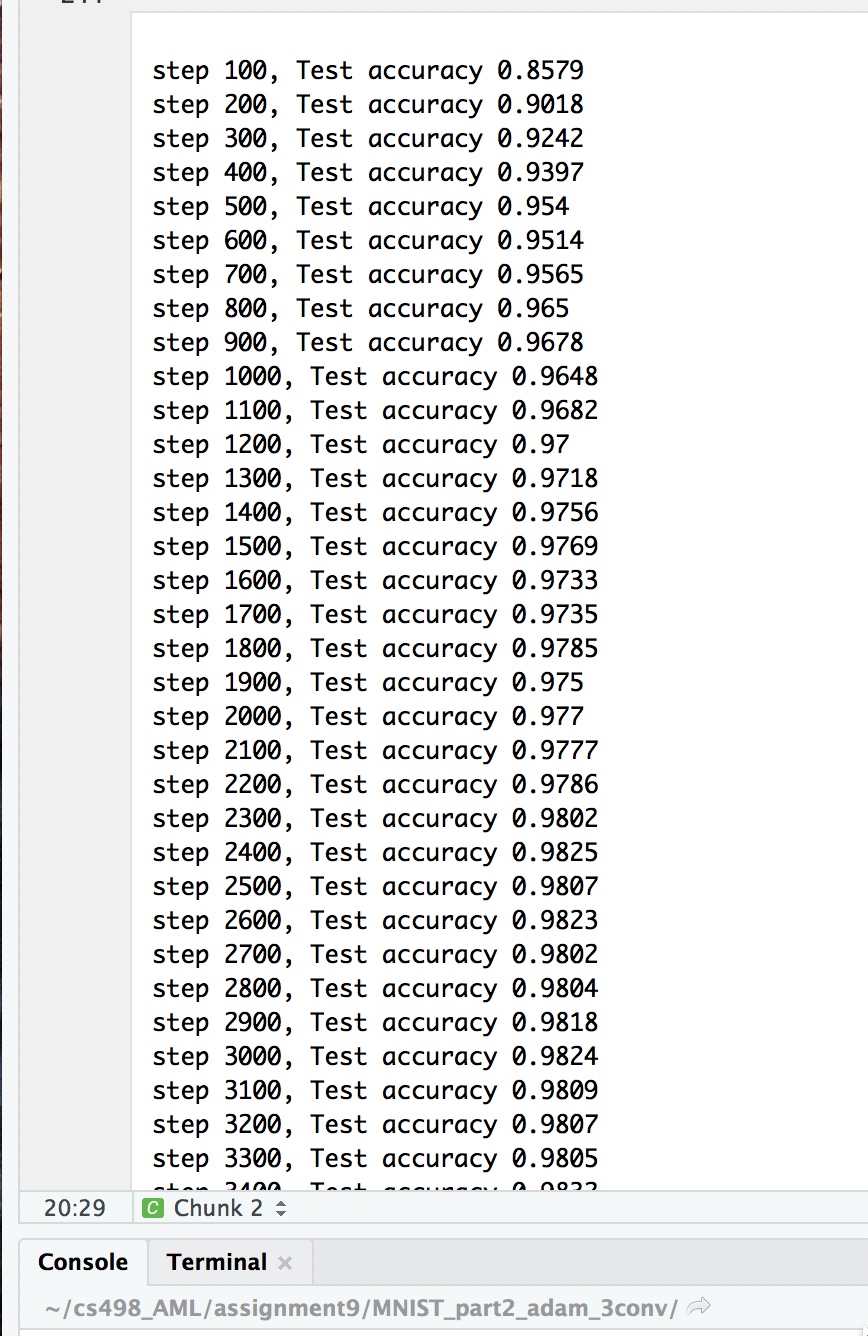 step 100, Test accuracy 0.8579
step 200, Test accuracy 0.9018
step 300, Test accuracy 0.9242
step 400, Test accuracy 0.9397
step 500, Test accuracy 0.954
step 600, Test accuracy 0.9514
step 700, Test accuracy 0.9565
step 800, Test accuracy 0.965
step 900, Test accuracy 0.9678
step 1000, Test accuracy 0.9648
step 1100, Test accuracy 0.9682
step 1200, Test accuracy 0.97
step 1300, Test accuracy 0.9718
step 1400, Test accuracy 0.9756
step 1500, Test accuracy 0.9769
step 1600, Test accuracy 0.9733
step 1700, Test accuracy 0.9735
step 1800, Test accuracy 0.9785
step 1900, Test accuracy 0.975
step 2000, Test accuracy 0.977
step 2100, Test accuracy 0.9777
step 2200, Test accuracy 0.9786
step 2300, Test accuracy 0.9802
step 2400, Test accuracy 0.9825
step 2500, Test accuracy 0.9807
step 2600, Test accuracy 0.9823
step 2700, Test accuracy 0.9802
step 2800, Test accuracy 0.9804
step 2900, Test accuracy 0.9818
step 3000, Test accuracy 0.9824
step 3100, Test accuracy 0.9809
step 3200, Test accuracy 0.9807
step 3300, Test accuracy 0.9805
step 3400, Test accuracy
20:29 C Chunk 2
Console Terminal
~/cs498_AML/assignment9/MNIST_part2_adam_3conv/